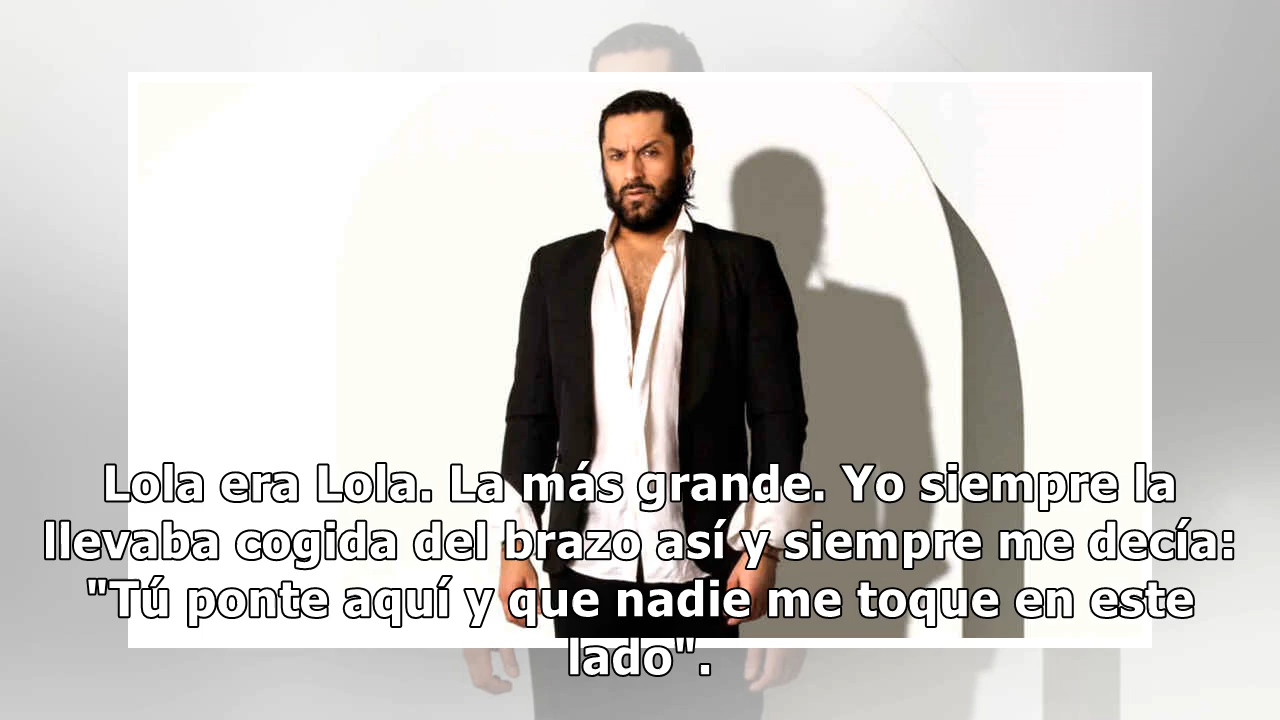 Lola era Lola. La más grande. Yo siempre la
llevaba cogida del brazo así y siempre me decía:
"Tú ponte aquí y que nadie me toque en este
lado".